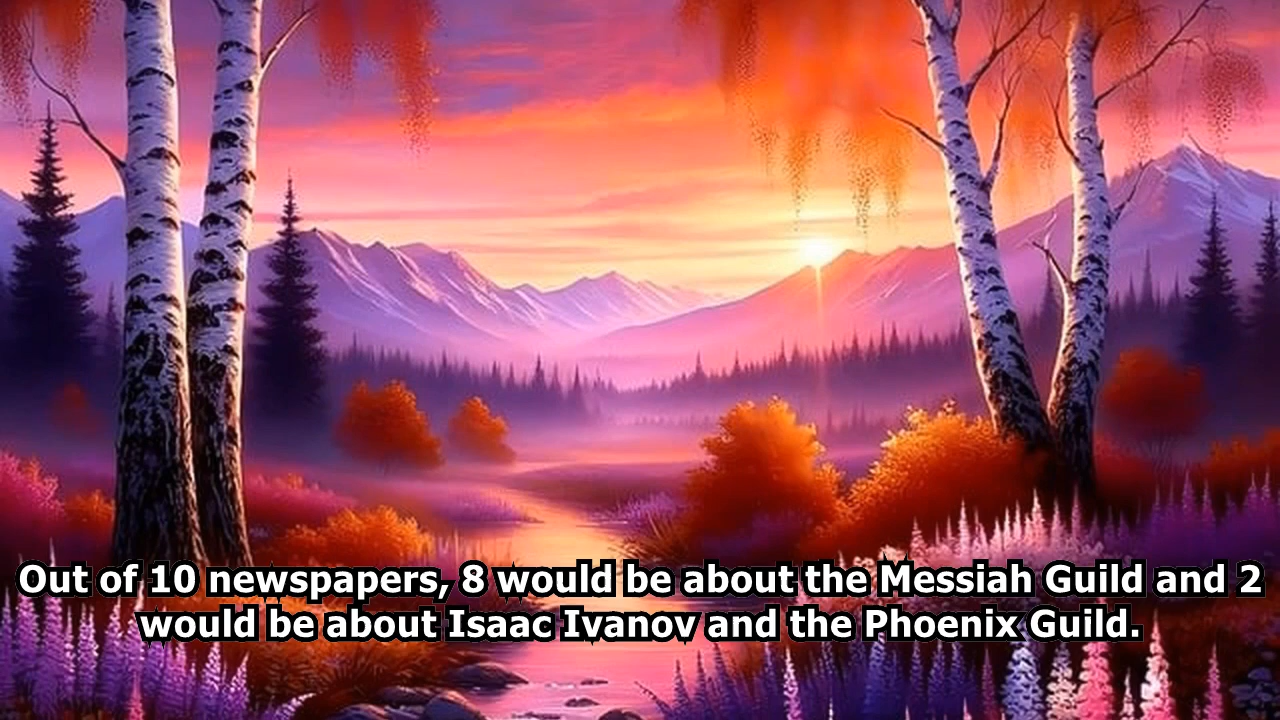 Out of 10 newspapers, 8 would be about the Messiah Guild and 2
would be about Isaac Ivanov and the Phoenix Guild.